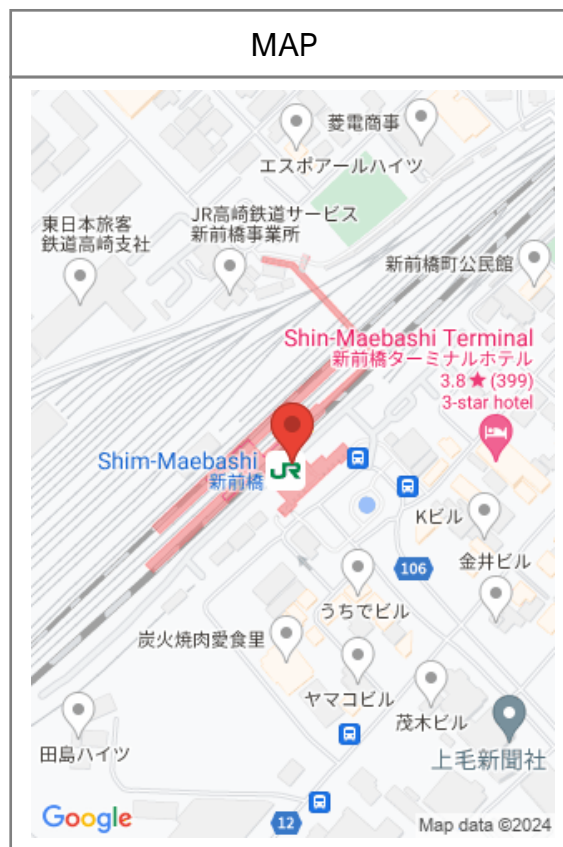 MAP
菱電商事
エスポアールハイツ
JR高崎鉄道サービス
新前橋事業所
東日本旅客
鉄道高崎支社
新前橋町公民館
Shin-Maebashi Terminal
新前橋ターミナルホテル
3.8★(399)
3-star hotel
Shim-Maebashi
新前橋
JR
Kビル
金井ビル
106
うちでビル
炭火焼肉愛食里
ヤマコビル
茂木ビル
田島ハイツ
上毛新聞社
12
Google
Map data ©2024